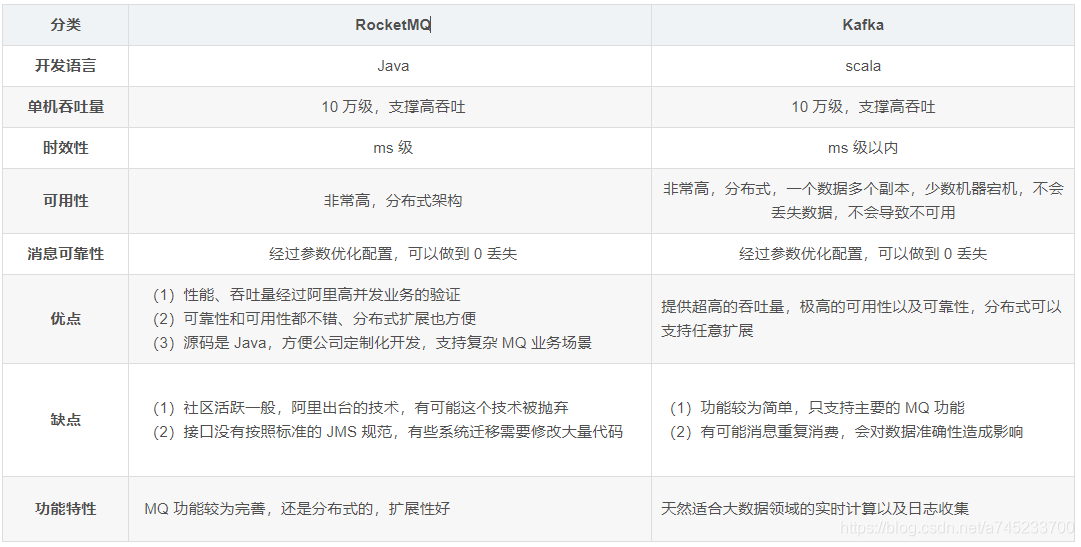 分类 RocketMQ Kafka
开发语言 Java scala
单机吞吐量 10 万级，支撑高吞吐 10 万级，支撑高吞吐
时效性 ms 级 ms 级以内
可用性 非常高，分布式架构 非常高，分布式，一个数据多个副本，少数机器宕机，不会
丢失数据，不会导致不可用
消息可靠性 经过参数优化配置，可以做到 0 丢失 经过参数优化配置，可以做到 0 丢失
优点
（1）性能、吞吐量经过阿里高并发业务的验证
（2）可靠性和可用性都不错、分布式扩展也方便
（3）源码是 Java，方便公司定制化开发，支持复杂 MQ 业务场景
提供超高的吞吐量，极高的可用性以及可靠性，分布式可以
支持任意扩展
缺点
（1）社区活跃一般，阿里出台的技术，有可能这个技术被抛弃
（2）接口没有按照标准的 JMS 规范，有些系统迁移需要修改大量代码
（1）功能较为简单，只支持主要的 MQ 功能
（2）有可能消息重复消费，会对数据准确性造成影响
功能特性 MQ 功能较为完善，还是分布式的，扩展性好 天然适合大数据领域的实时计算以及日志收集
https://blog.csdn.net/a745233700